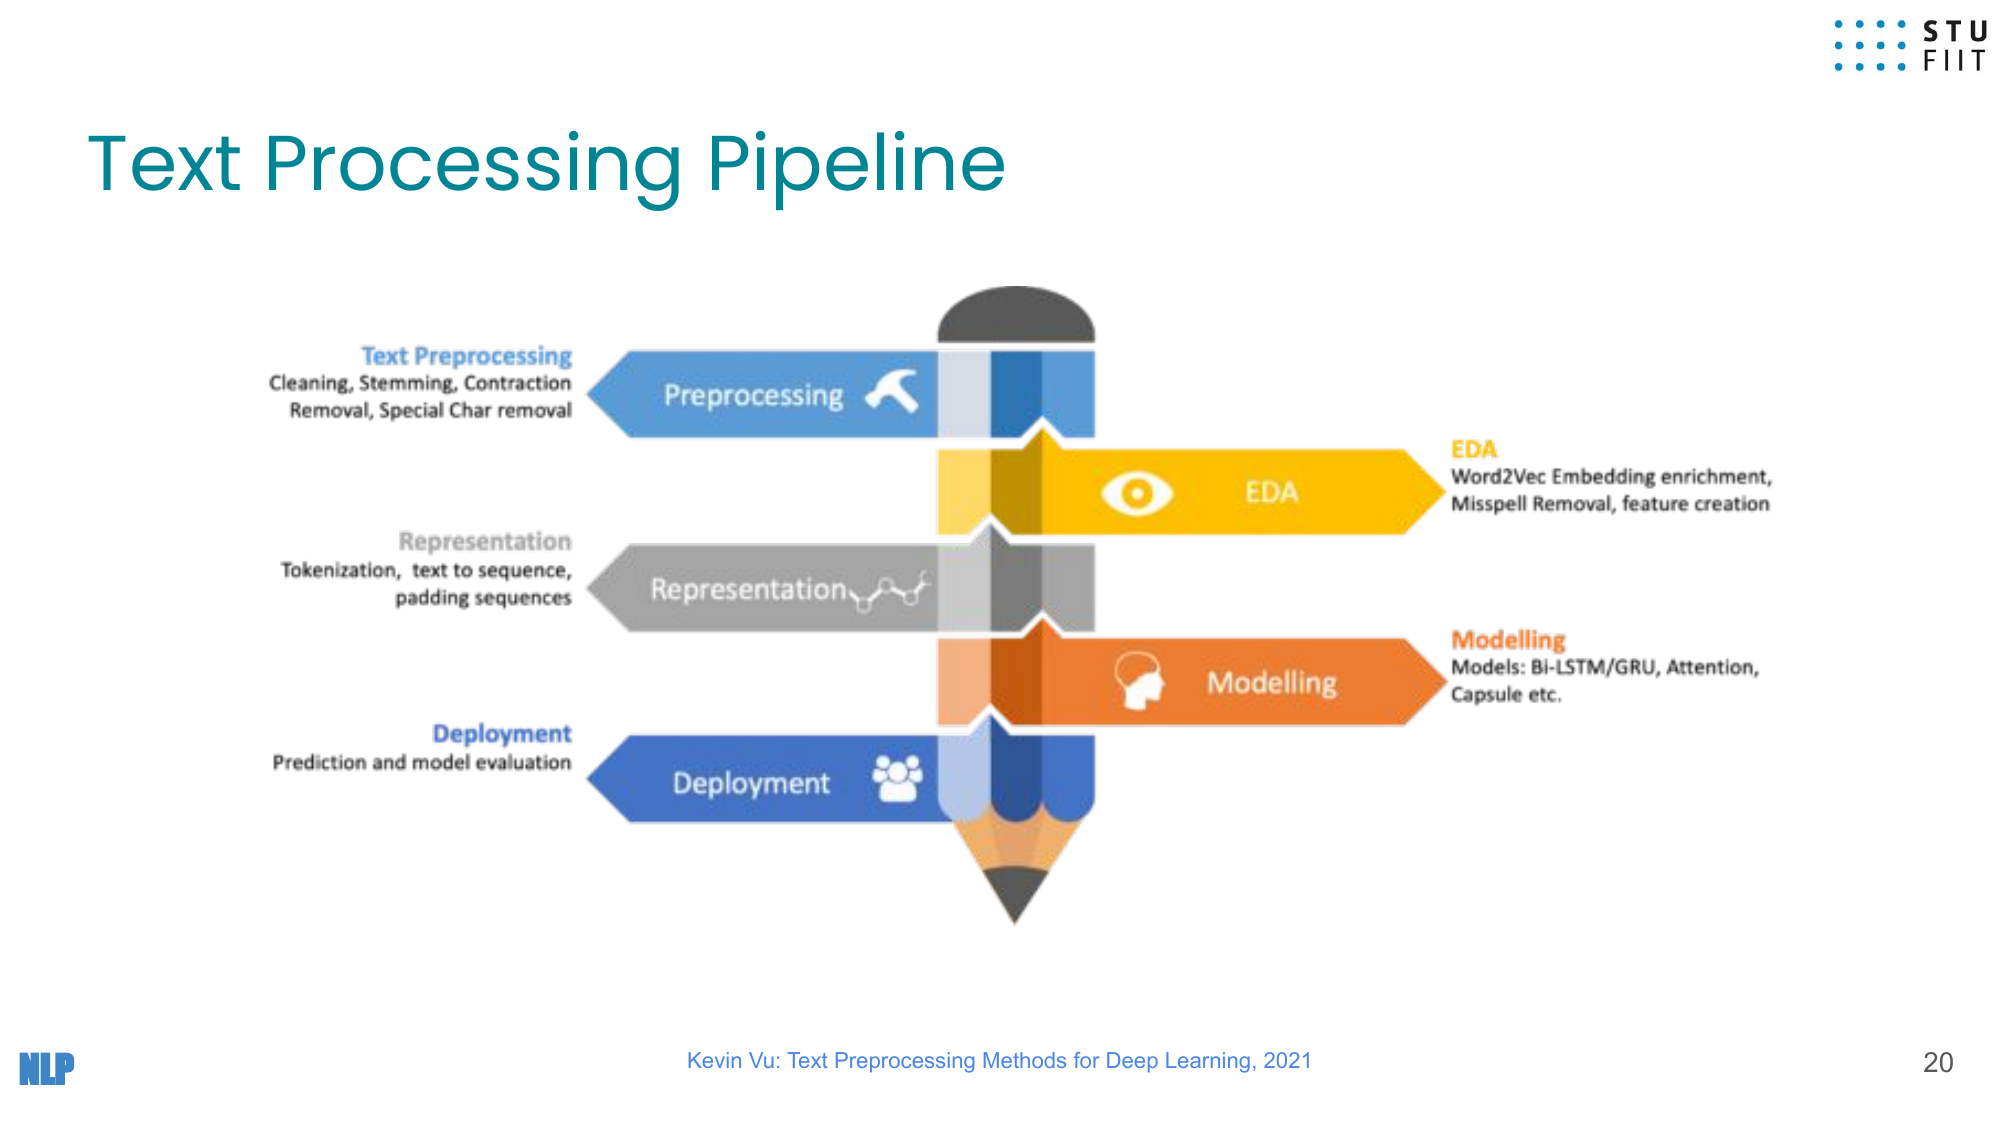 STU
FIIT
Text Processing Pipeline
Text Preprocessing
Cleaning, Stemming, Contraction
Removal, Special Char removal
Preprocessing
EDA
EDA
Word2Vec Embedding enrichment,
Misspell Removal, feature creation
Representation
Tokenization, text to sequence,
padding sequences
Representation
Modelling
Modelling
Models: Bi-LSTM/GRU, Attention,
Capsule etc.
Deployment
Prediction and model evaluation
Deployment
NLP
Kevin Vu: Text Preprocessing Methods for Deep Learning, 2021
20